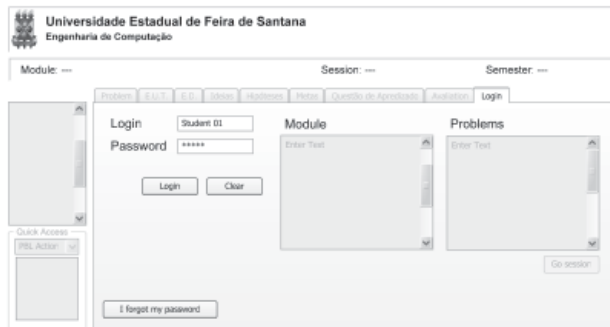 Universidade Estadual de Feira de Santana
Engenharia de Computação
Module: --- Session: --- Semester: ---
Problem E.U.T. E.D. Ideias Hipóteses Metas Questão de Aprendizado Avaliation Login
Login Student 01 Module Problems
Password ***** Enter Text Enter Text
Login Clear
Quick Access
PBL Action
Go session
I forgot my password